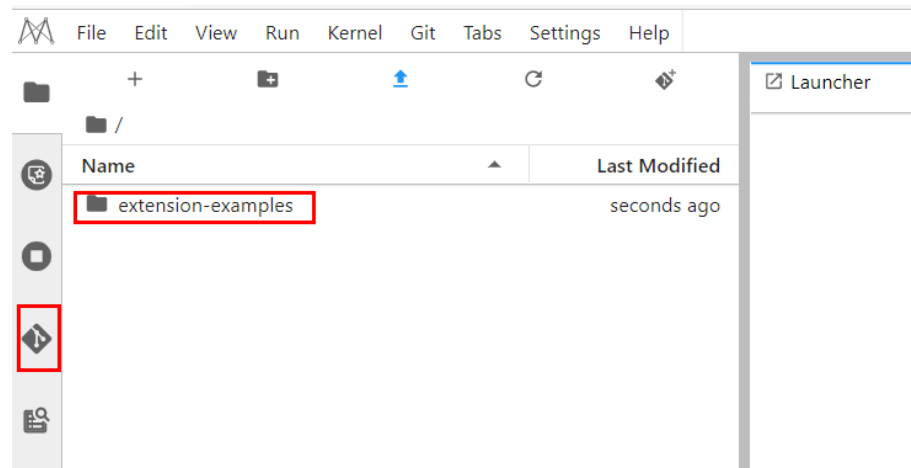 File Edit View Run Kernel Git Tabs Settings Help
Launcher
/
Name Last Modified
extension-examples seconds ago